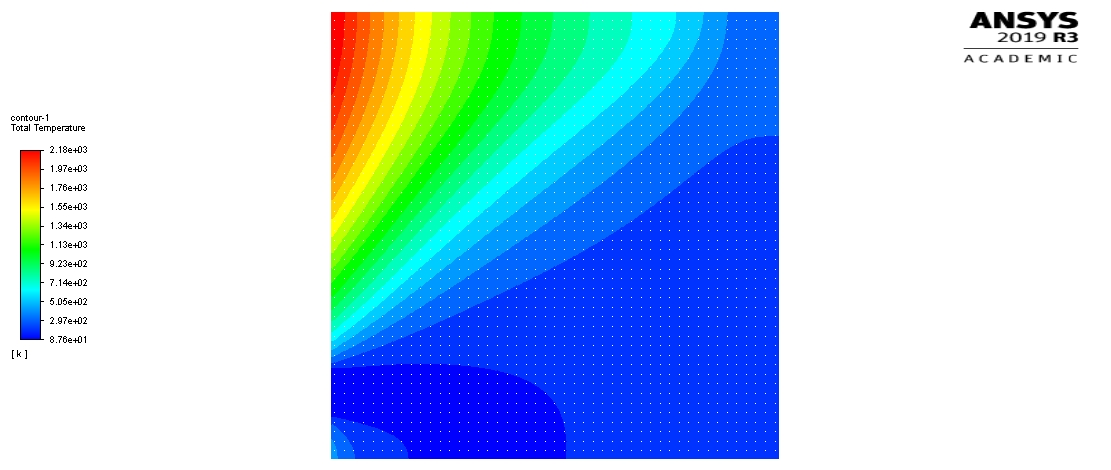 ANSYS
2019 R3
ACADEMIC
contour-1
Total Temperature
2.18e+03
1.97e+03
1.76e+03
1.55e+03
1.34e+03
1.13e+03
9.23e+02
7.14e+02
5.05e+02
2.97e+02
8.76e+01
[ k ]